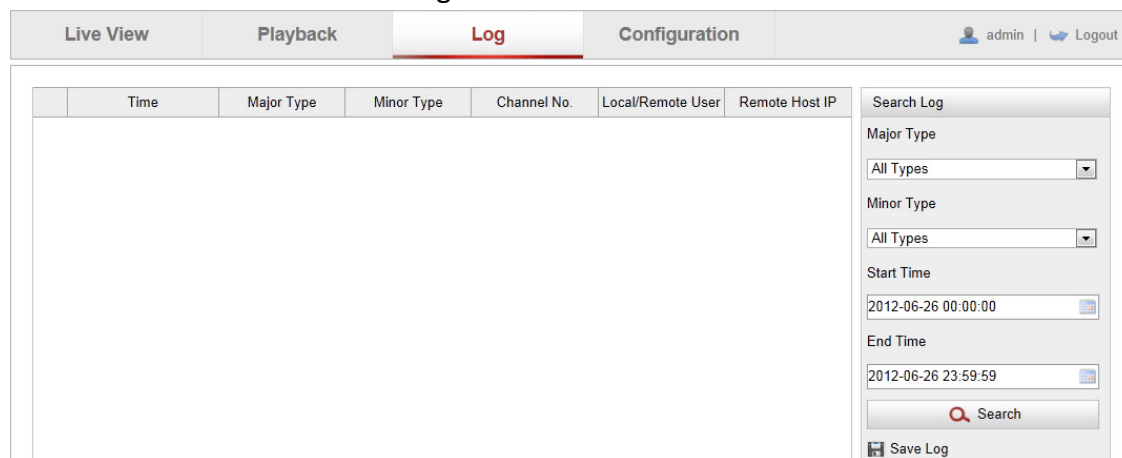 Live View Playback Log Configuration admin | Logout
Time Major Type Minor Type Channel No. Local/Remote User Remote Host IP Search Log
Major Type
All Types
Minor Type
All Types
Start Time
2012-06-26 00:00:00
End Time
2012-06-26 23:59:59
Search
Save Log